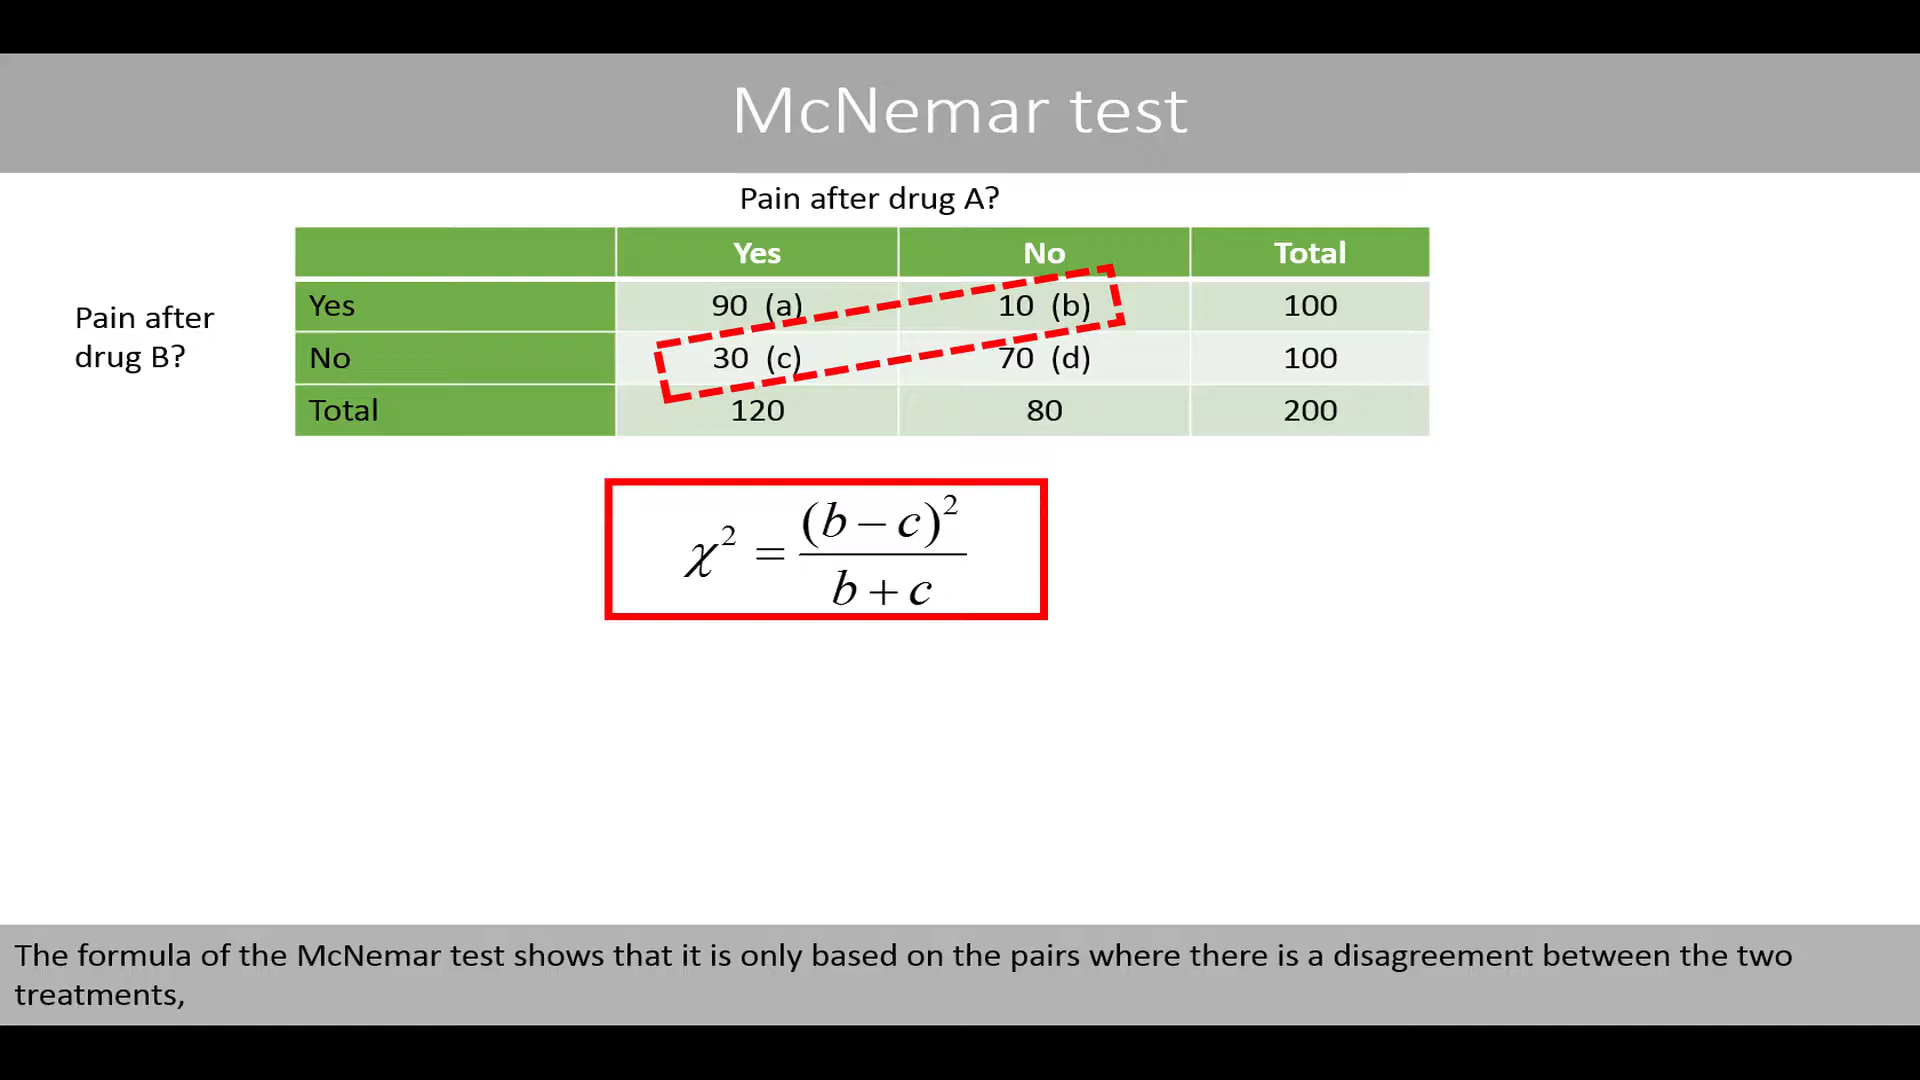 McNemar test
Pain after drug A?
Yes No Total
Pain after
drug B?
Yes 90 (a) 10 (b) 100
No 30 (c) 70 (d) 100
Total 120 80 200
χ² = (b − c)² / b + c
The formula of the McNemar test shows that it is only based on the pairs where there is a disagreement between the two
treatments,